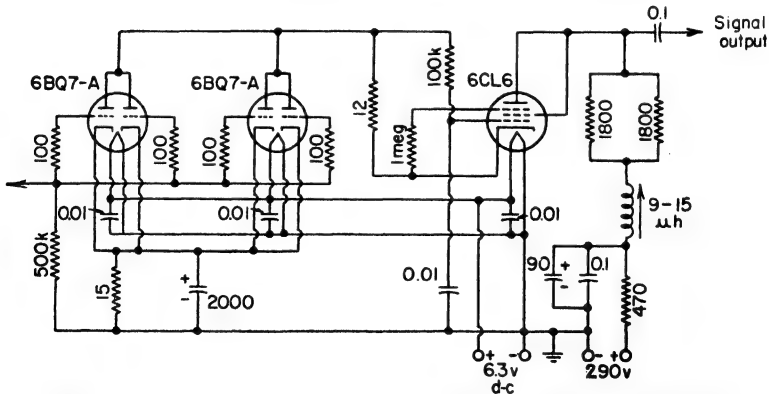 0.1
Signal
output
6BQ7-A
6BQ7-A
100k
6CL6
12
1meg
1800
1800
100
100
100
100
0.01
0.01
0.01
9-15
μh
500k
15
+
-
2000
0.01
90
+
-
0.1
470
+
-
-
+
6.3v
d-c
290v